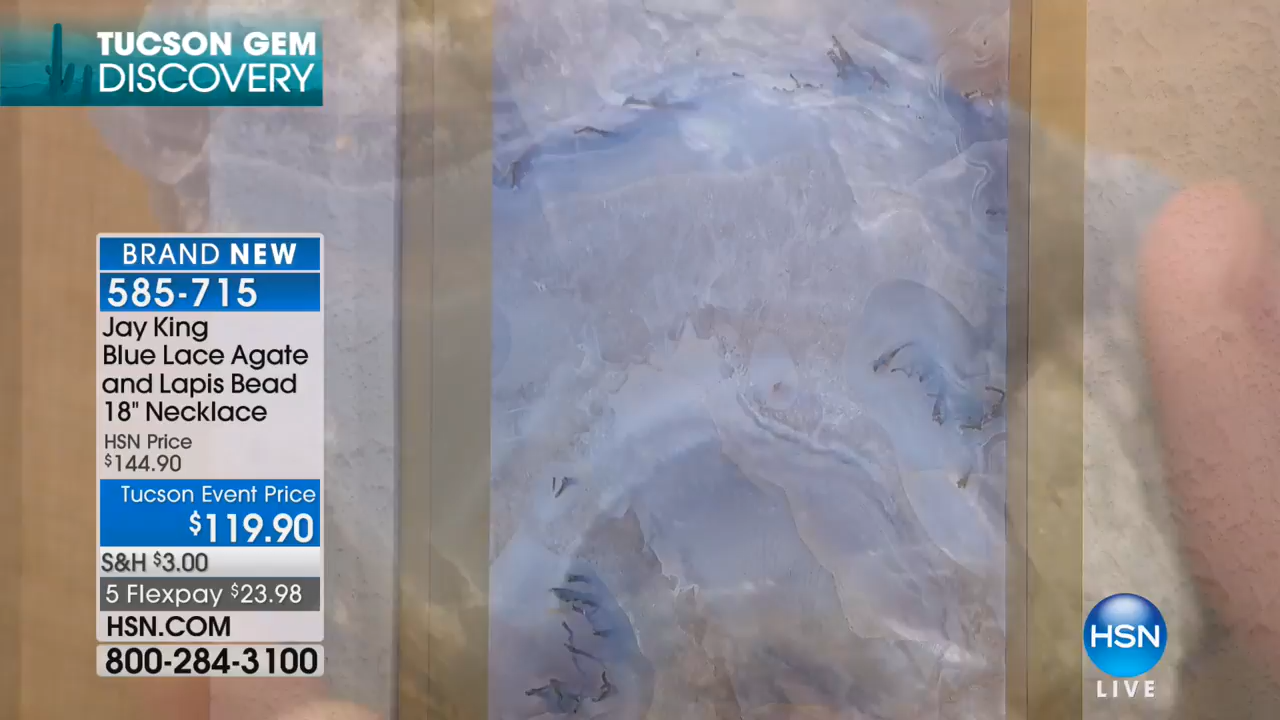 TUCSON GEM
DISCOVERY
BRAND NEW
585-715
Jay King
Blue Lace Agate
and Lapis Bead
18" Necklace
HSN Price
$144.90
Tucson Event Price
$119.90
S&H $3.00
5 Flexpay $23.98
HSN.COM
800-284-3100
HSN
LIVE